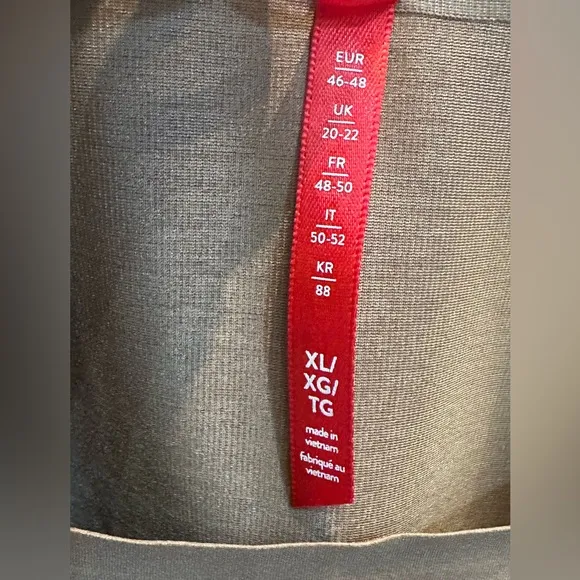 EUR
46-48
UK
20-22
FR
48-50
IT
50-52
KR
88
XL/
XG/
TG
made in
vietnam
fabriqué au
vietnam